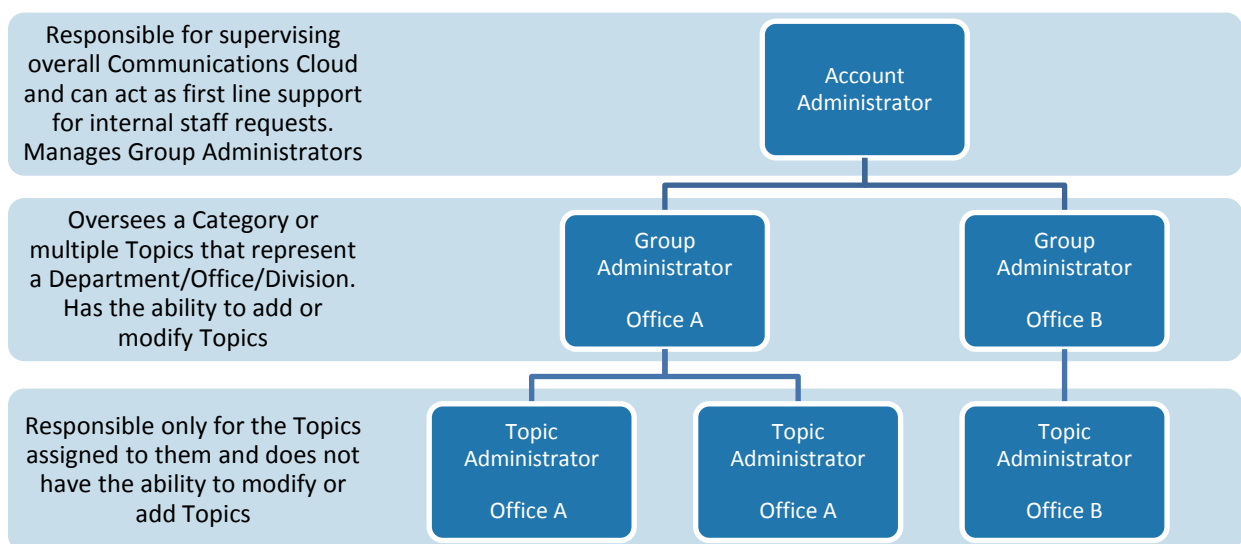 Responsible for supervising
overall Communications Cloud
and can act as first line support
for internal staff requests.
Manages Group Administrators
Account
Administrator
Oversees a Category or
multiple Topics that represent
a Department/Office/Division.
Has the ability to add or
modify Topics
Group
Administrator
Office A
Group
Administrator
Office B
Responsible only for the Topics
assigned to them and does not
have the ability to modify or
add Topics
Topic
Administrator
Office A
Topic
Administrator
Office A
Topic
Administrator
Office B